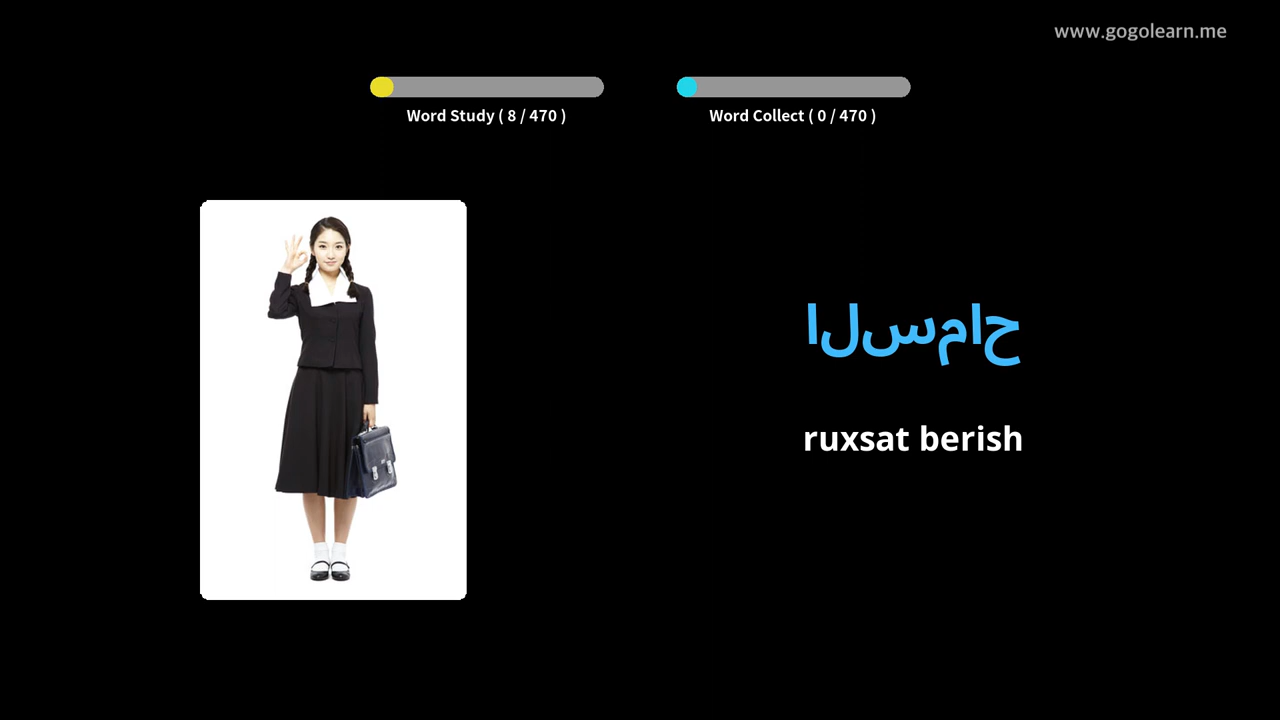 www.gogolearn.me
Word Study ( 8 / 470 )
Word Collect ( 0 / 470 )
السماح
ruxsat berish